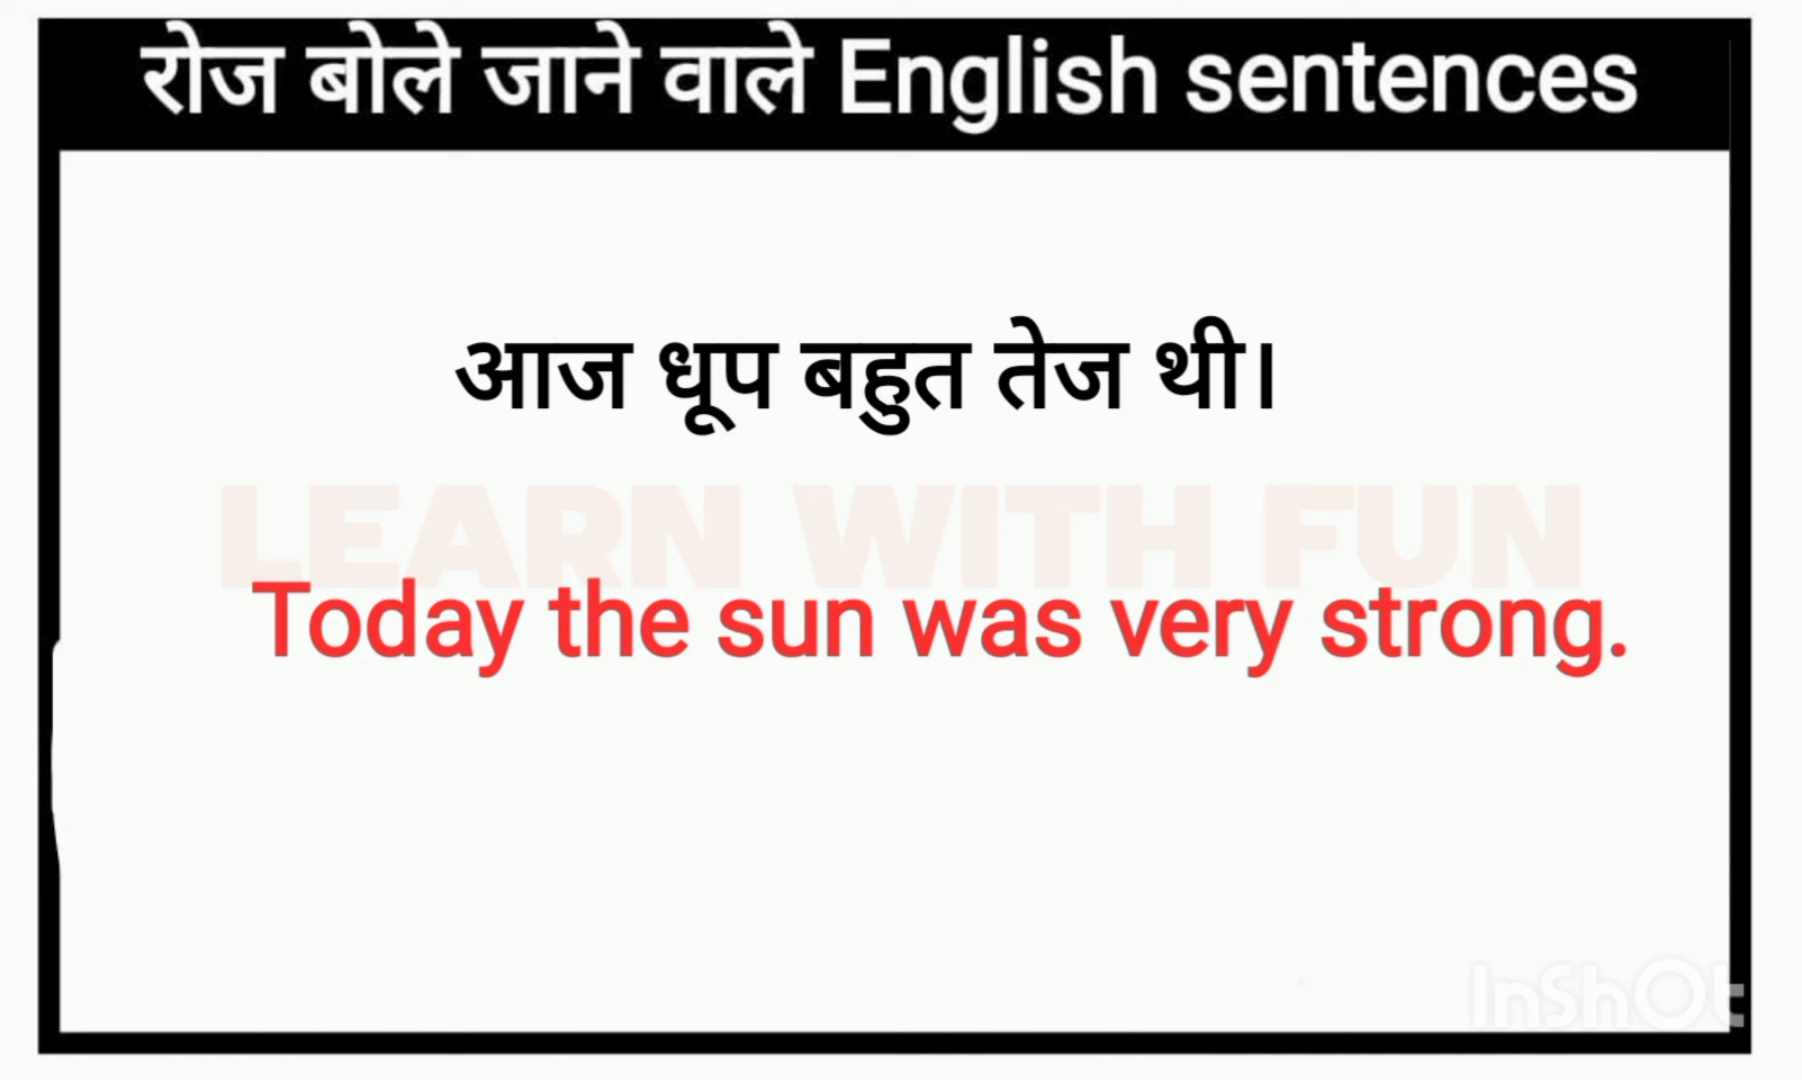 रोज बोले जाने वाले English sentences
आज धूप बहुत तेज थी।
LEARN WITH FUN
Today the sun was very strong.
InShOt